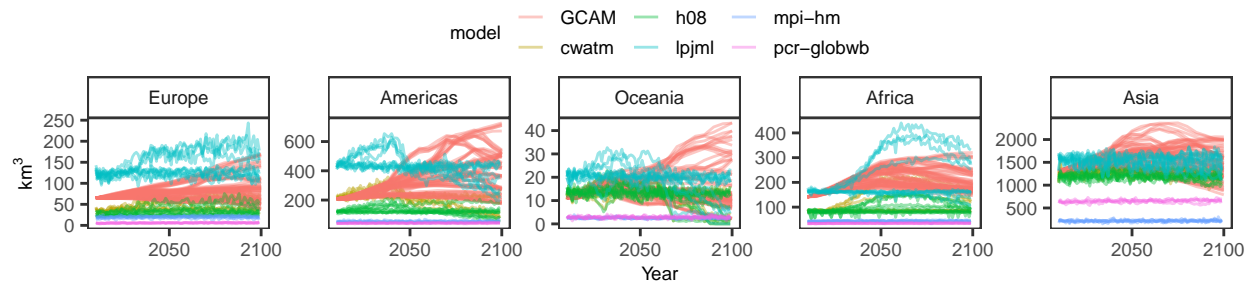 model
GCAM
h08
mpi−hm
cwatm
lpjml
pcr−globwb
Europe
Americas
Oceania
Africa
Asia
km³
250
200
150
100
50
0
600
400
200
40
30
20
10
0
400
300
200
100
2000
1500
1000
500
2050
2100
2050
2100
2050
2100
2050
2100
2050
2100
Year